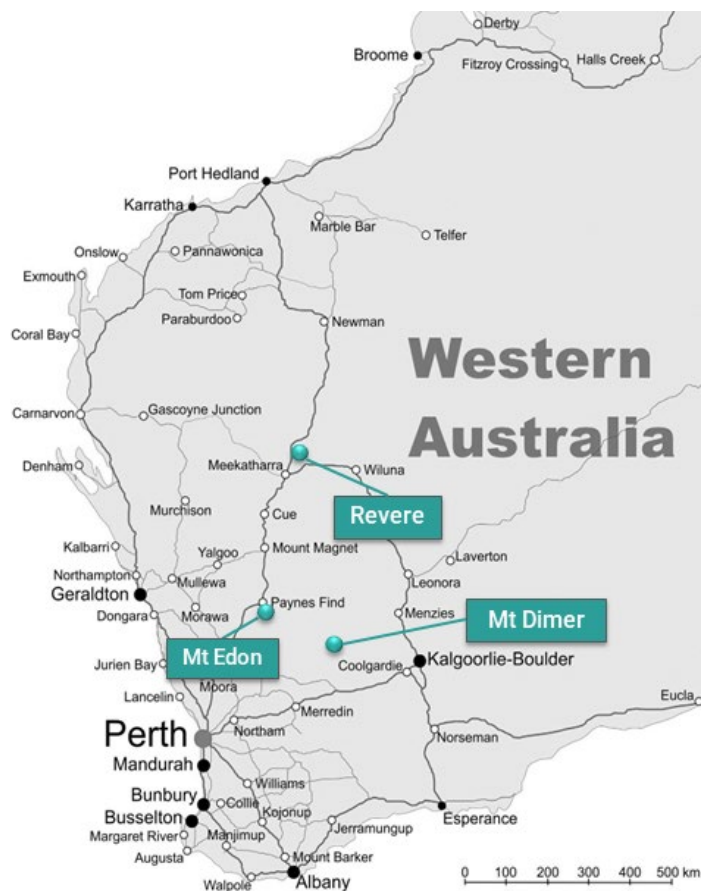 Derby
Broome
Fitzroy Crossing
Halls Creek
Port Hedland
Karratha
Marble Bar
Telfer
Onslow
Pannawonica
Exmouth
Tom Price
Paraburdoo
Newman
Coral Bay
Western
Australia
Carnarvon
Gascoyne Junction
Denham
Meekatharra
Wiluna
Revere
Murchison
Cue
Kalbarri
Yalgoo
Mount Magnet
Laverton
Northampton
Mullewa
Leonora
Geraldton
Paynes Find
Dongara
Morawa
Menzies
Mt Dimer
Mt Edon
Jurien Bay
Coolgardie
Kalgoorlie-Boulder
Moora
Lancelin
Merredin
Eucla
Perth
Northam
Norseman
Mandurah
Williams
Bunbury
Collie
Kojonup
Busselton
Esperance
Margaret River
Manjimup
Jerramungup
Augusta
Mount Barker
Walpole
Albany
0 100 200 300 400 500 km